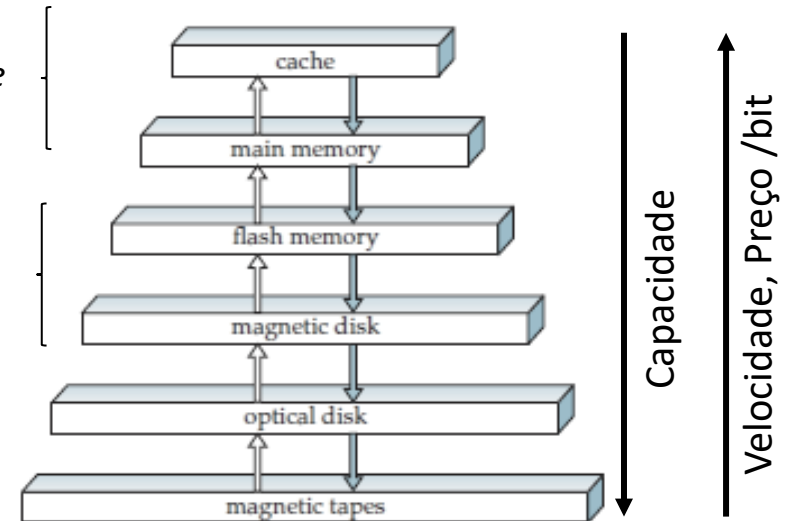 cache
main memory
flash memory
magnetic disk
optical disk
magnetic tapes
Capacidade
Velocidade, Preço /bit